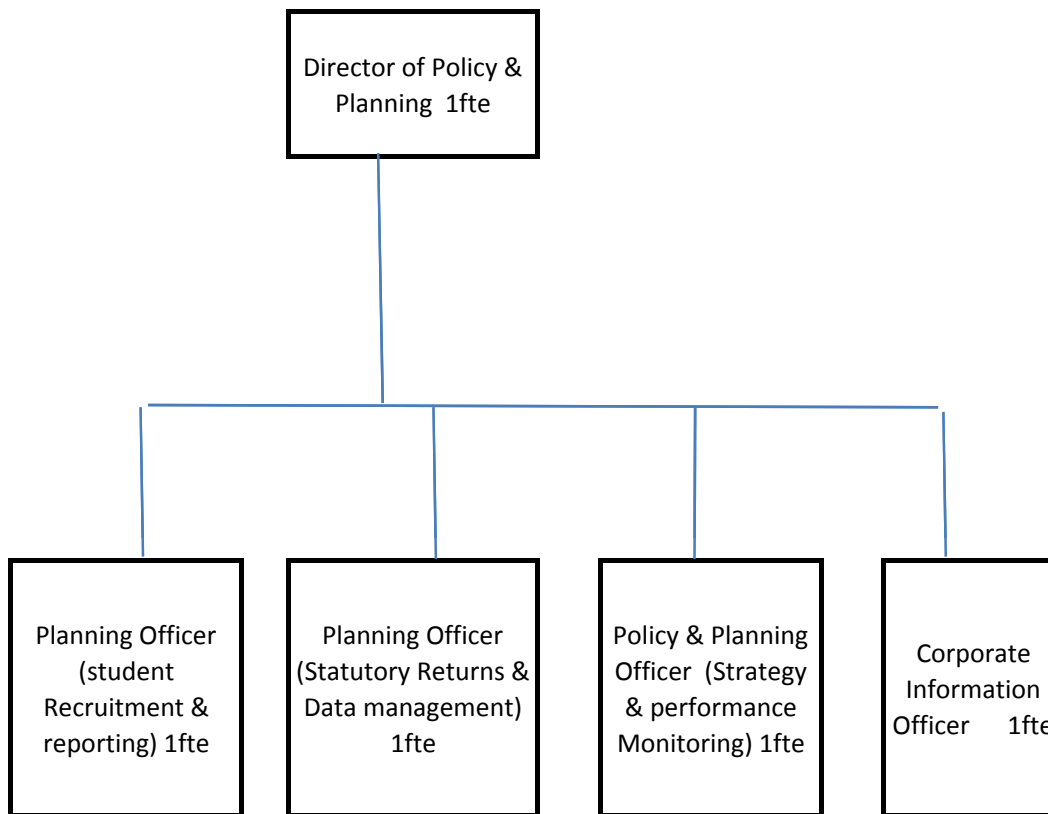 Director of Policy &
Planning 1fte
Planning Officer
(student
Recruitment &
reporting) 1fte
Planning Officer
(Statutory Returns &
Data management)
1fte
Policy & Planning
Officer (Strategy
& performance
Monitoring) 1fte
Corporate
Information
Officer 1fte